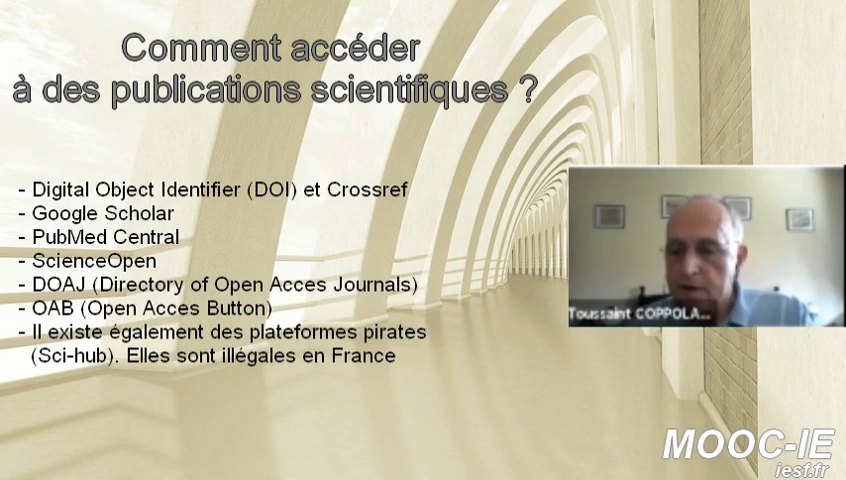 Comment accéder
à des publications scientifiques ?
- Digital Object Identifier (DOI) et Crossref
- Google Scholar
- PubMed Central
- ScienceOpen
- DOAJ (Directory of Open Acces Journals)
- OAB (Open Acces Button)
- Il existe également des plateformes pirates
(Sci-hub). Elles sont illégales en France
Toussaint COPPOLA...
MOOC-IE
iesf.fr